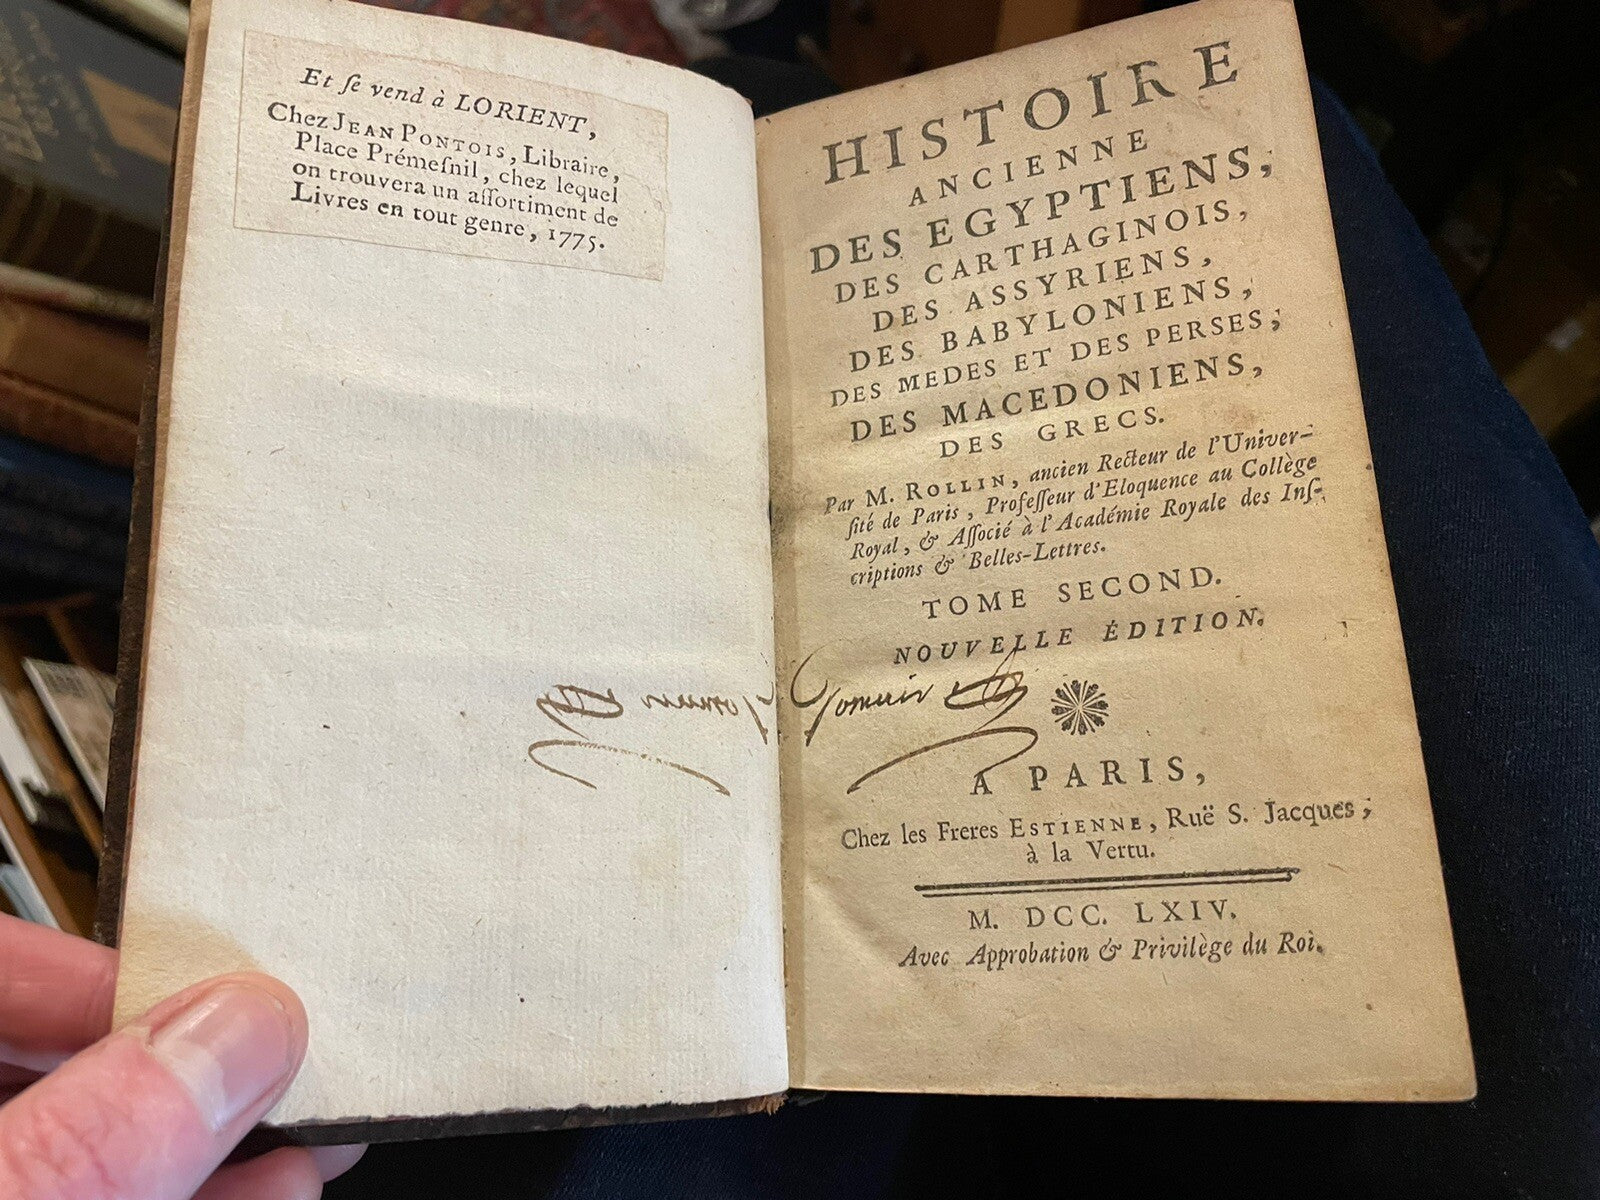 Et ſe vend à LORIENT,
Chez JEAN PONTOIS, Libraire,
Place Prémeſnil, chez lequel
on trouvera un aſſortiment de
Livres en tout genre, 1775.
HISTOIRE
ANCIENNE
DES EGYPTIENS,
DES CARTHAGINOIS,
DES ASSYRIENS,
DES BABYLONIENS,
DES MEDES ET DES PERSES;
DES MACEDONIENS,
DES GRECS.
Par M. ROLLIN, ancien Recteur de l'Univer-
ſité de Paris, Profeſſeur d'Eloquence au Collège
Royal, & Aſſocié à l'Académie Royale des Inſ-
criptions & Belles-Lettres.
TOME SECOND.
NOUVELLE ÉDITION.
A PARIS,
Chez les Freres ESTIENNE, Ruë S. Jacques;
à la Vertu.
M. DCC. LXIV.
Avec Approbation & Privilège du Roi.